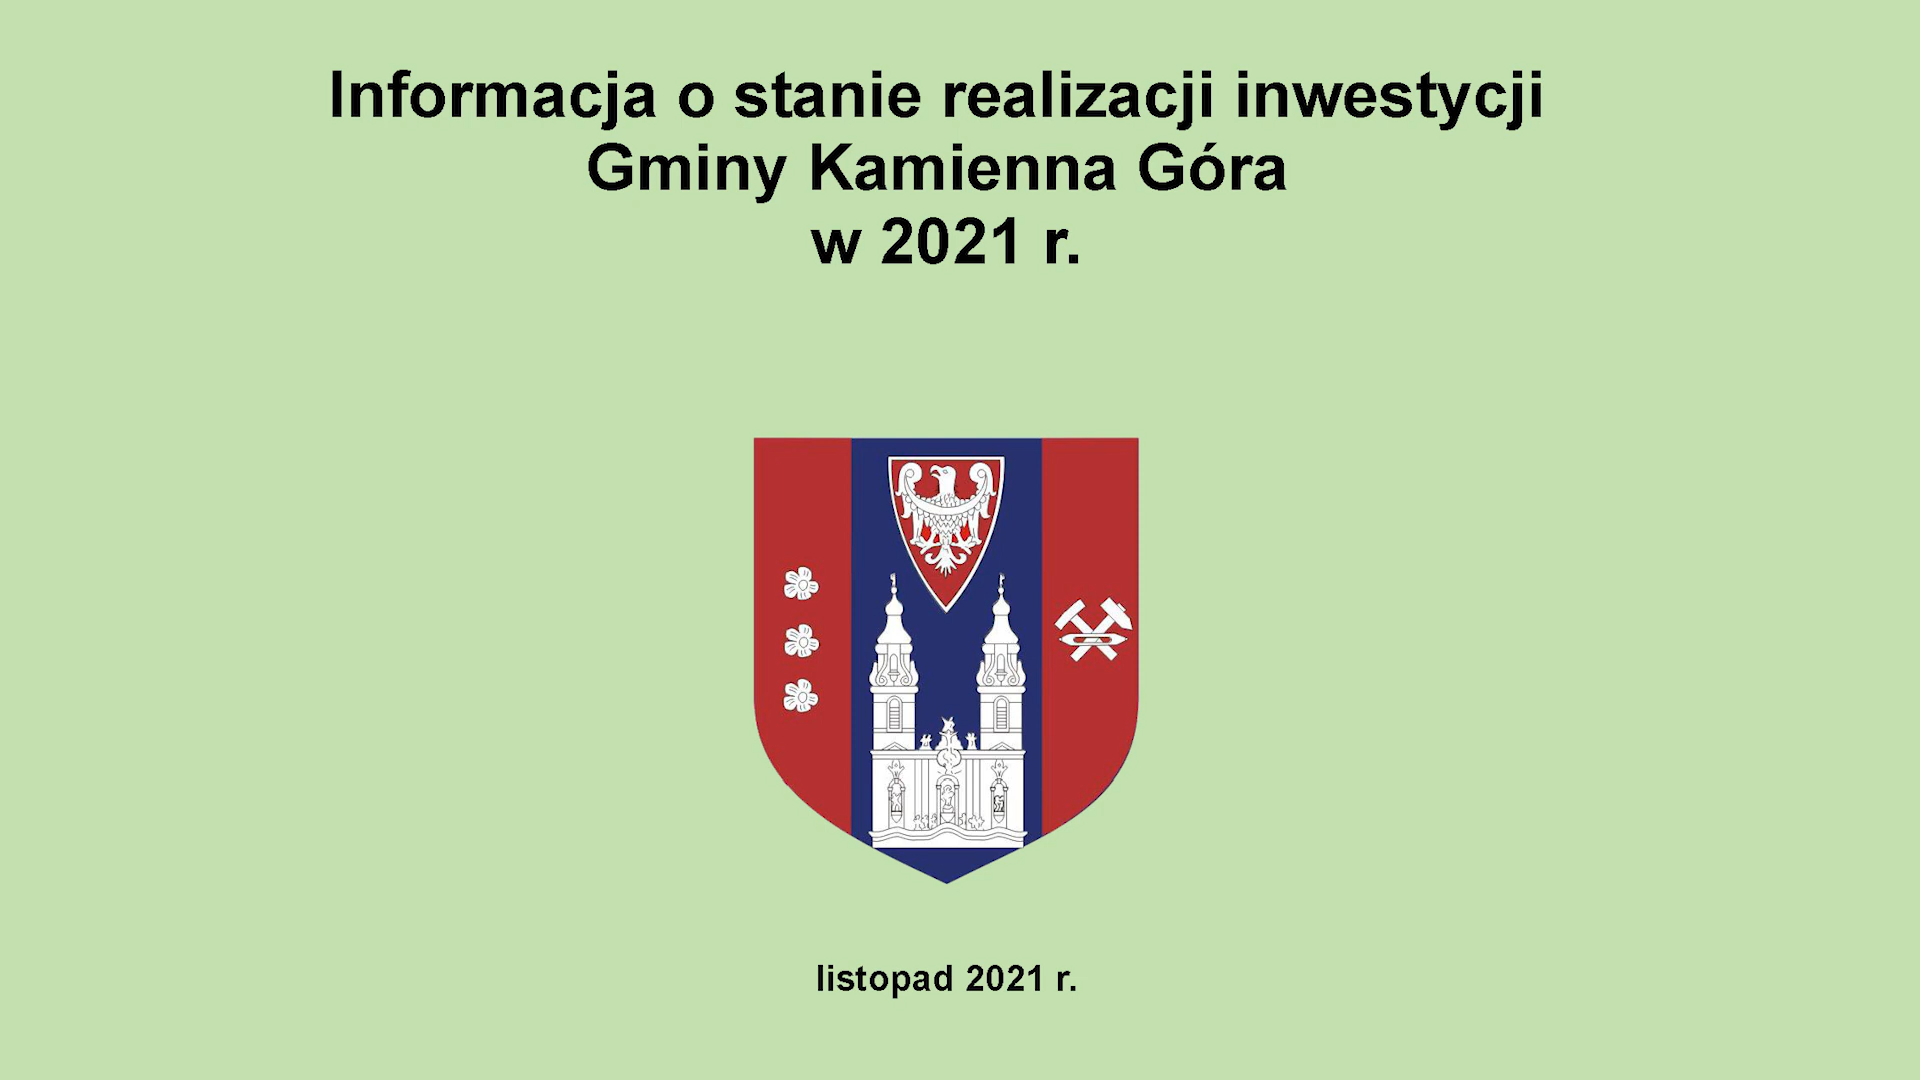 Informacja o stanie realizacji inwestycji
Gminy Kamienna Góra
w 2021 r.
listopad 2021 r.